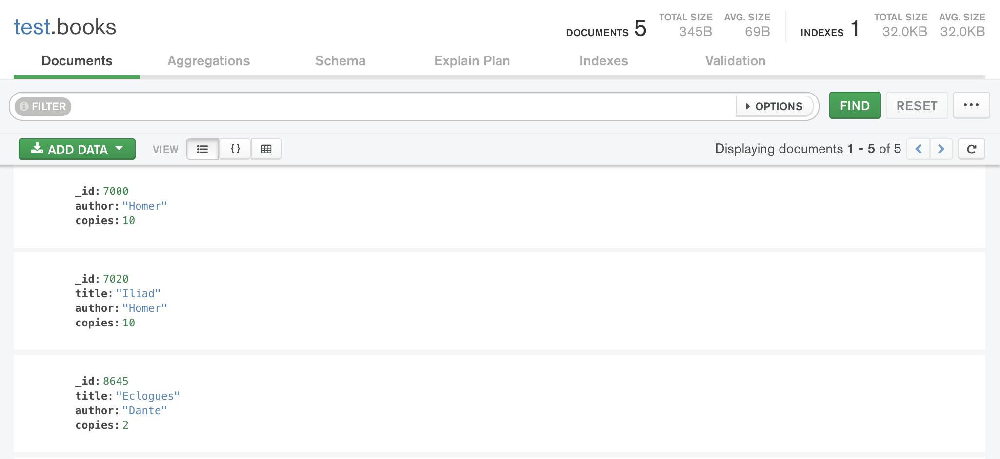 test.books
DOCUMENTS 5 TOTAL SIZE 345B AVG. SIZE 69B INDEXES 1 TOTAL SIZE 32.0KB AVG. SIZE 32.0KB
Documents Aggregations Schema Explain Plan Indexes Validation
FILTER OPTIONS FIND RESET ...
ADD DATA VIEW {} Displaying documents 1 - 5 of 5
_id: 7000
author: "Homer"
copies: 10
_id: 7020
title: "Iliad"
author: "Homer"
copies: 10
_id: 8645
title: "Eclogues"
author: "Dante"
copies: 2